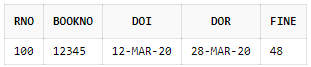 RNO BOOKNO DOI DOR FINE
100 12345 12-MAR-20 28-MAR-20 48